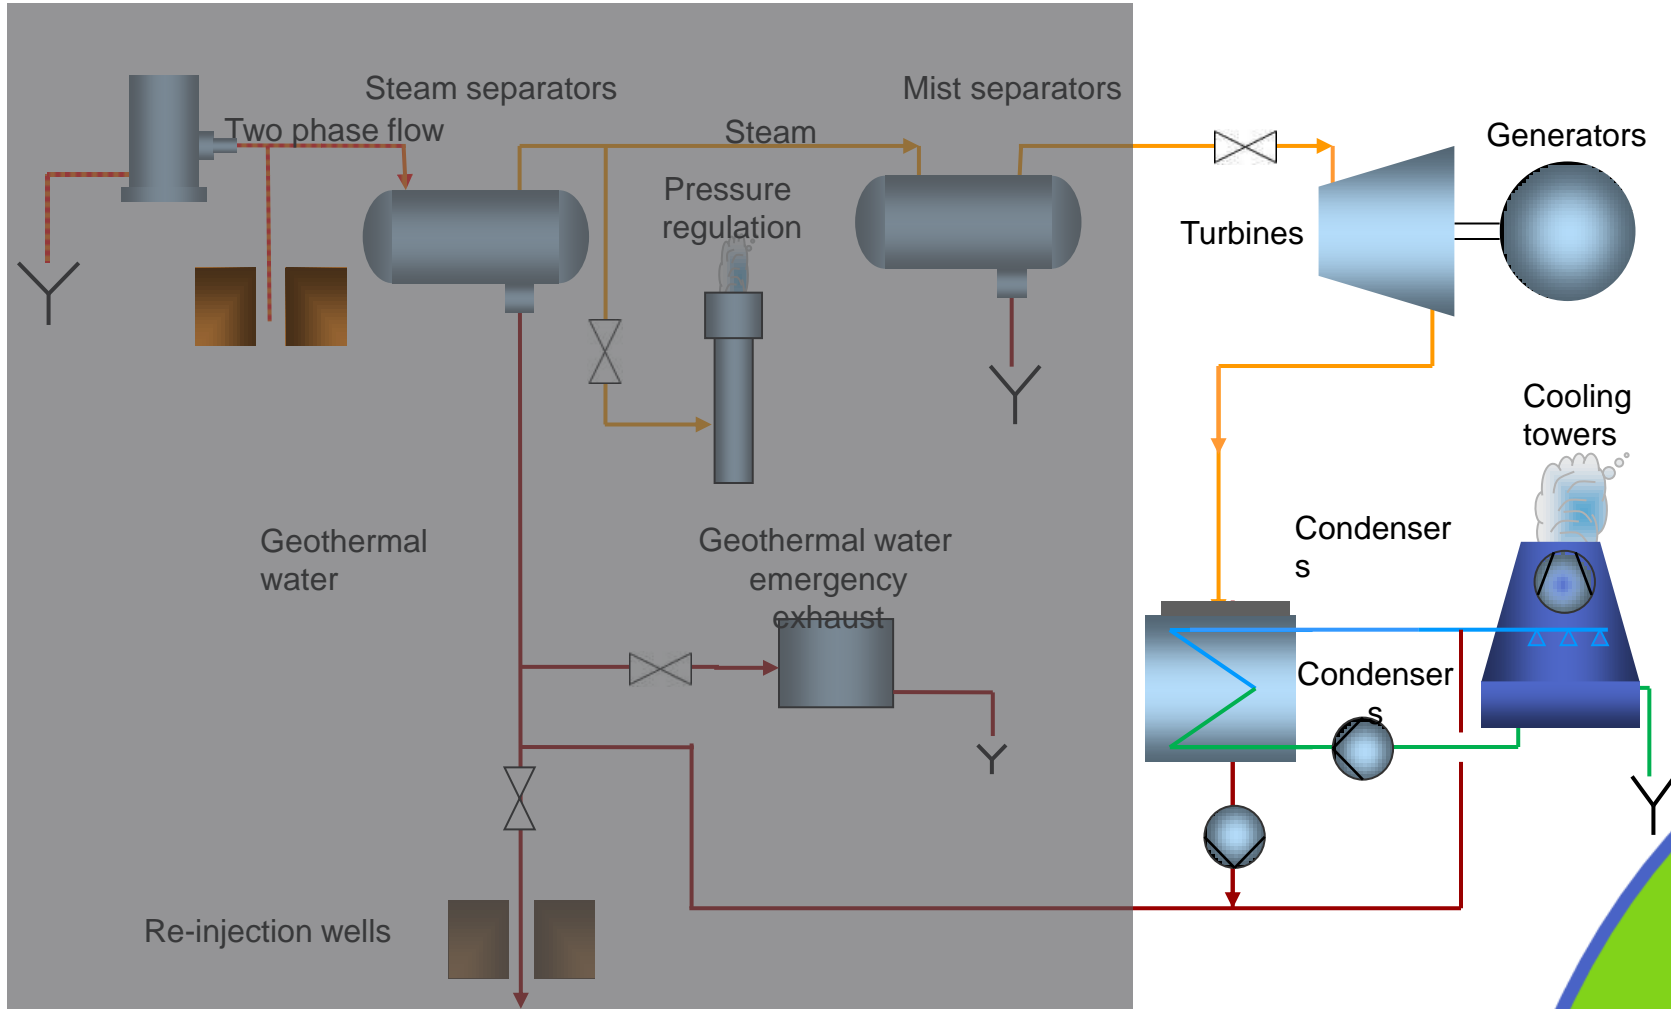 Steam separators
Mist separators
Two phase flow
Steam
Generators
Pressure
regulation
Turbines
Cooling
towers
Geothermal
water
Geothermal water
emergency
exhaust
Condenser
s
Condenser
s
Re-injection wells